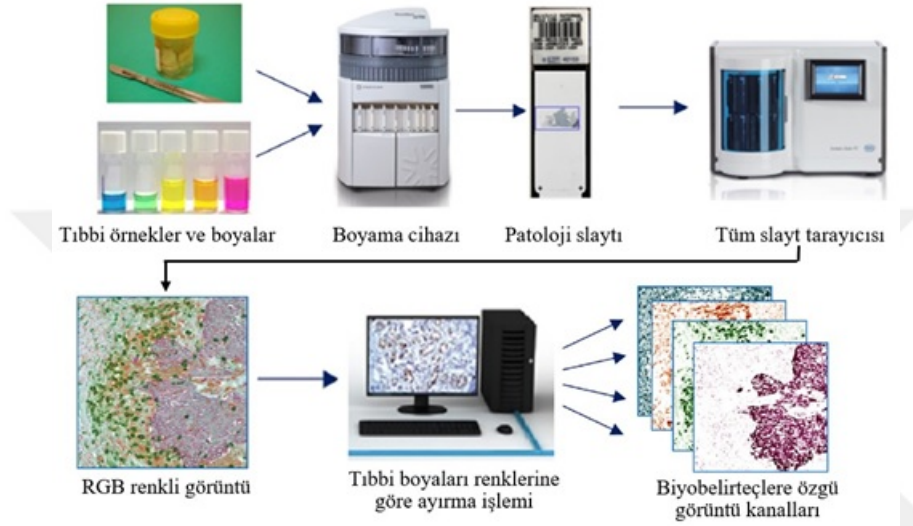 Tıbbi örnekler ve boyalar
Boyama cihazı
Patoloji slaytı
Tüm slayt tarayıcısı
RGB renkli görüntü
Tıbbi boyaları renklerine
göre ayırma işlemi
Biyobelirteçlere özgü
görüntü kanalları